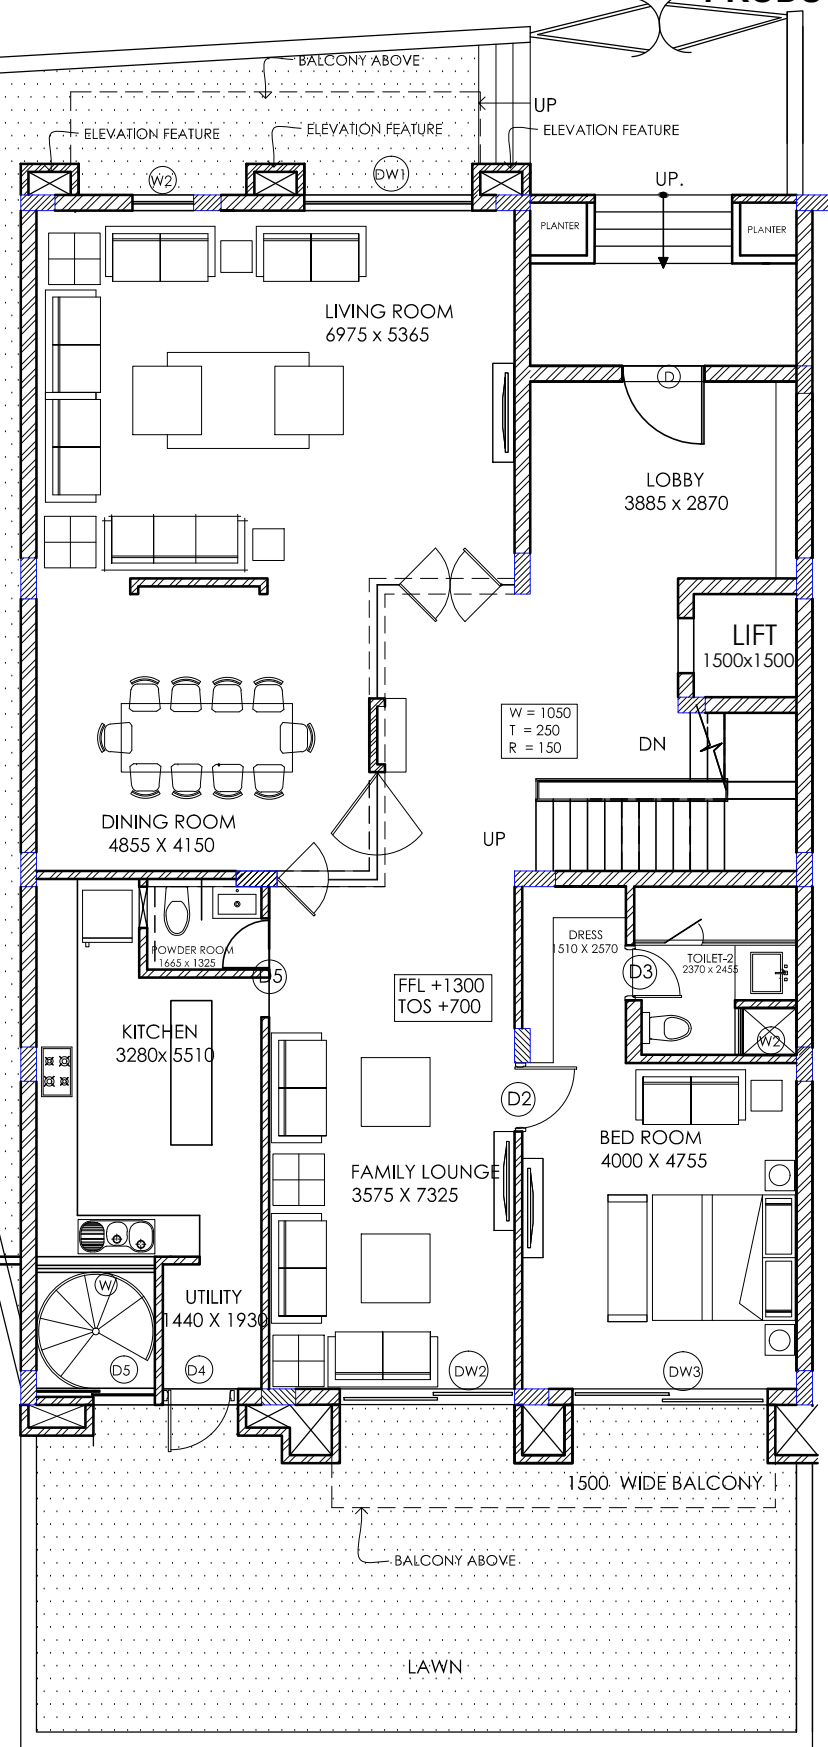 BALCONY ABOVE
UP
ELEVATION FEATURE
ELEVATION FEATURE
ELEVATION FEATURE
W2
DW1
UP.
PLANTER
PLANTER
LIVING ROOM
6975 x 5365
D
LOBBY
3885 x 2870
LIFT
1500x1500
W = 1050
T = 250
R = 150
DN
DINING ROOM
4855 X 4150
UP
POWDER ROOM
1665 x 1325
DRESS
1510 X 2570
TOILET-2
2370 x 2455
D5
D3
FFL +1300
TOS +700
KITCHEN
3280x 5510
W2
D2
BED ROOM
4000 X 4755
FAMILY LOUNGE
3575 X 7325
W
UTILITY
1440 X 1930
D5
D4
DW2
DW3
1500 WIDE BALCONY
BALCONY ABOVE
LAWN